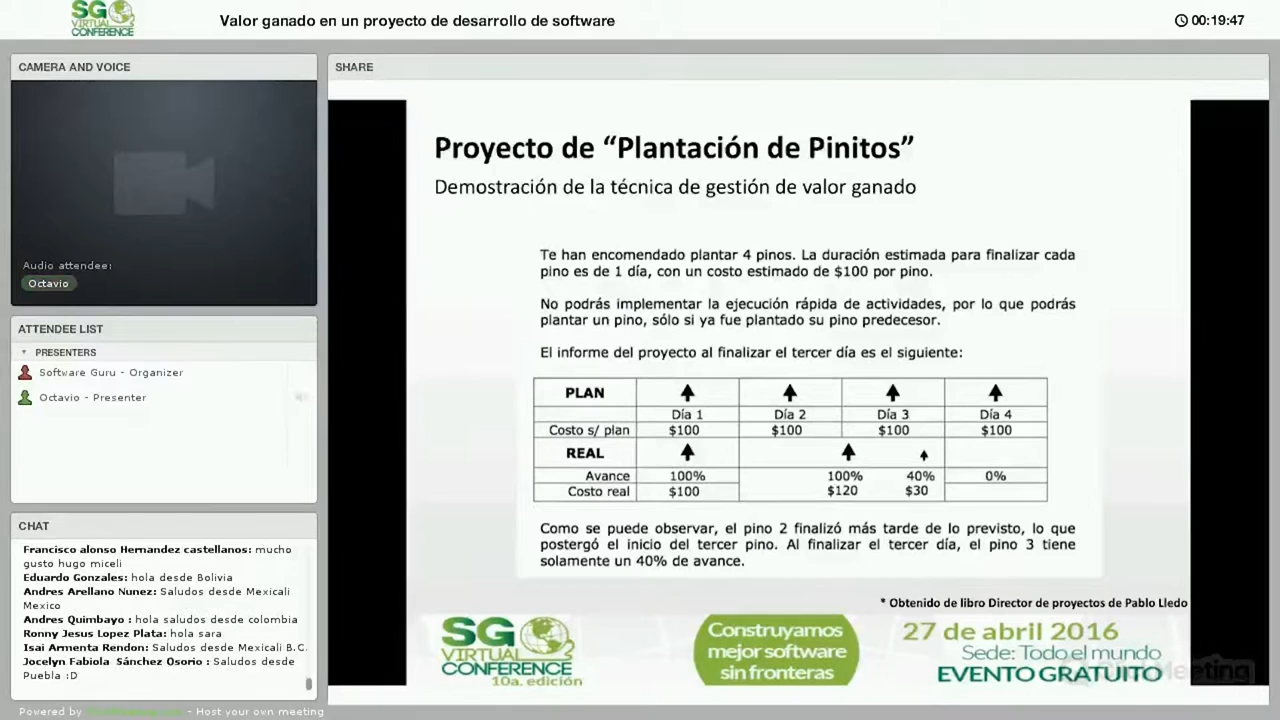 SG
VIRTUAL
CONFERENCE
Valor ganado en un proyecto de desarrollo de software
00:19:47
CAMERA AND VOICE
Audio attendee:
Octavio
ATTENDEE LIST
PRESENTERS
Software Guru - Organizer
Octavio - Presenter
CHAT
Francisco alonso Hernandez castellanos: mucho
gusto hugo miceli
Eduardo Gonzales: hola desde Bolivia
Andres Arellano Nunez: Saludos desde Mexicali
Mexico
Andres Quimbayo : hola saludos desde colombia
Ronny Jesus Lopez Plata: hola sara
Isai Armenta Rendon: Saludos desde Mexicali B.C.
Jocelyn Fabiola Sánchez Osorio : Saludos desde
Puebla :D
Powered by
- Host your own meeting
SHARE
Proyecto de “Plantación de Pinitos”
Demostración de la técnica de gestión de valor ganado
Te han encomendado plantar 4 pinos. La duración estimada para finalizar cada
pino es de 1 día, con un costo estimado de $100 por pino.
No podrás implementar la ejecución rápida de actividades, por lo que podrás
plantar un pino, sólo si ya fue plantado su pino predecesor.
El informe del proyecto al finalizar el tercer día es el siguiente:
PLAN
Día 1 Día 2 Día 3 Día 4
Costo s/ plan $100 $100 $100 $100
REAL
Avance 100% 100% 40% 0%
Costo real $100 $120 $30
Como se puede observar, el pino 2 finalizó más tarde de lo previsto, lo que
postergó el inicio del tercer pino. Al finalizar el tercer día, el pino 3 tiene
solamente un 40% de avance.
* Obtenido de libro Director de proyectos de Pablo Lledo
SG
VIRTUAL
CONFERENCE
10a. edición
Construyamos
mejor software
sin fronteras
27 de abril 2016
Sede: Todo el mundo
EVENTO GRATUITO